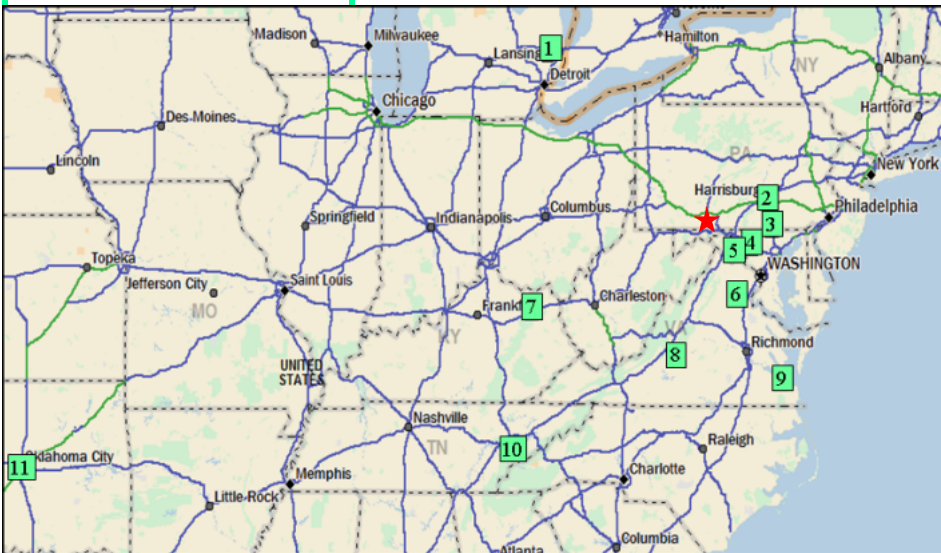 Madison
Milwaukee
Lansing
1
Detroit
Hamilton
NY
Albany
Chicago
Hartford
Des Moines
Lincoln
PA
New York
Harrisburg
2
Philadelphia
Springfield
Indianapolis
Columbus
3
4
5
WASHINGTON
Topeka
Jefferson City
Saint Louis
MO
6
Frankf
7
Charleston
KY
VA
Richmond
8
UNITED
STATES
9
Nashville
TN
10
Raleigh
11
Oklahoma City
Memphis
Charlotte
Little Rock
Columbia
Atlanta